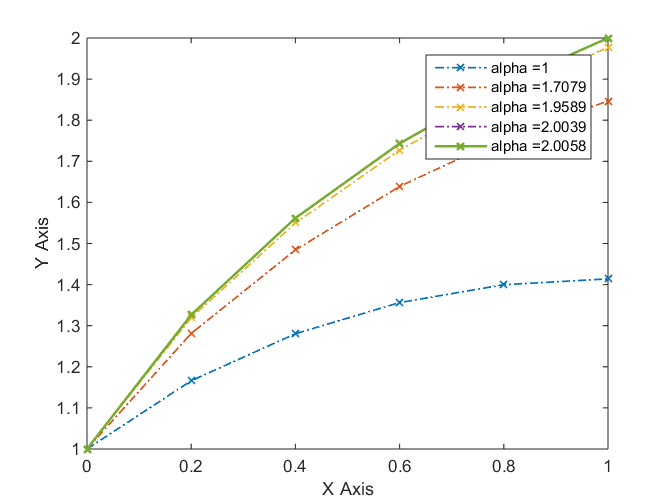 2
1.9
1.8
1.7
1.6
1.5
1.4
1.3
1.2
1.1
1
Y Axis
alpha =1
alpha =1.7079
alpha =1.9589
alpha =2.0039
alpha =2.0058
0 0.2 0.4 0.6 0.8 1
X Axis